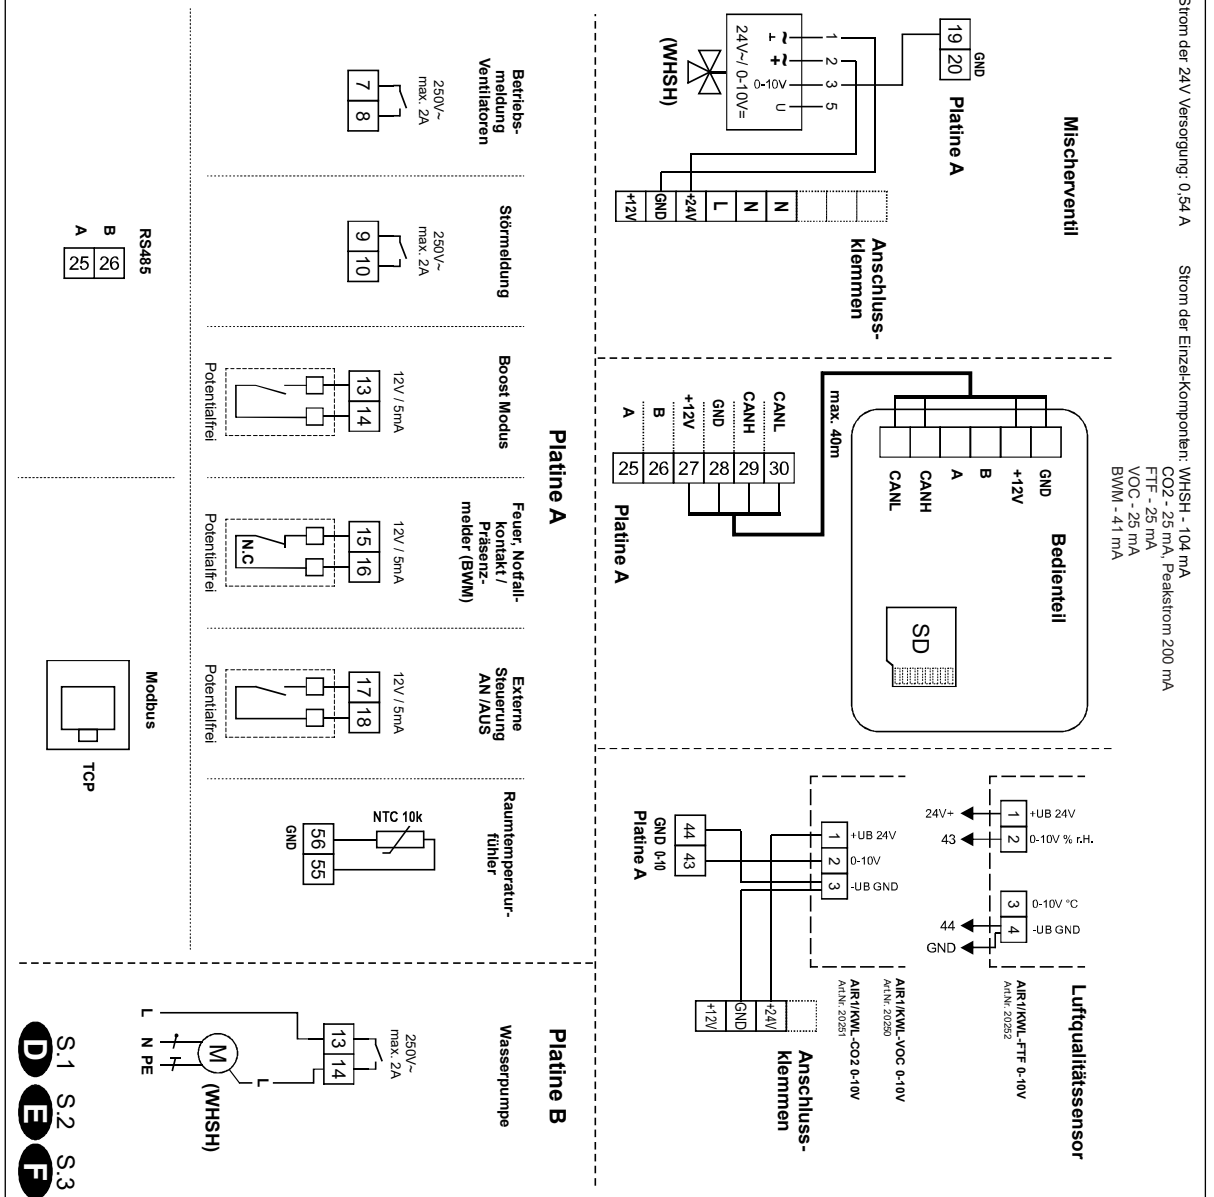 Strom der 24V Versorgung: 0,54 A
Strom der Einzel-Komponten: WHSH - 104 mA
CO2 - 25 mA, Peakstrom 200 mA
FTF - 25 mA
VOC - 25 mA
BWM - 41 mA
Mischerventil
19 20
GND
Platine A
1 2 3 5
~ +~ 0-10V U
⊥
24V~/ 0-10V=
(WHSH)
Anschluss-
klemmen
+12V GND +24V L N N
Bedienteil
GND
+12V
B
A
CANH
CANL
SD
max. 40m
CANL
CANH
GND
+12V
B
A
25 26 27 28 29 30
Platine A
Luftqualitätssensor
AIR1/KWL-FTF 0-10V
Art.Nr. 20252
1 +UB 24V
2 0-10V % r.H.
3 0-10V °C
4 -UB GND
24V+
43
44
GND
AIR1/KWL-VOC 0-10V
Art.Nr. 20250
AIR1/KWL-CO2 0-10V
Art.Nr. 20251
1 +UB 24V
2 0-10V
3 -UB GND
44 43
GND 0-10
Platine A
Anschluss-
klemmen
+12V GND +24V
Platine A
Betriebs-
meldung
Ventilatoren
250V~
max. 2A
7 8
Störmeldung
250V~
max. 2A
9 10
Boost Modus
12V / 5mA
13 14
Potentialfrei
Feuer, Notfall-
kontakt /
Präsenz-
melder (BWM)
12V / 5mA
15 16
N.C
Potentialfrei
Externe
Steuerung
AN /AUS
12V / 5mA
17 18
Potentialfrei
Raumtemperatur-
fühler
NTC 10k
56 55
GND
RS485
B
A
25 26
Modbus
TCP
Platine B
Wasserpumpe
250V~
max. 2A
13 14
L
L
N
PE
M
(WHSH)
S.1 S.2 S.3
D E F